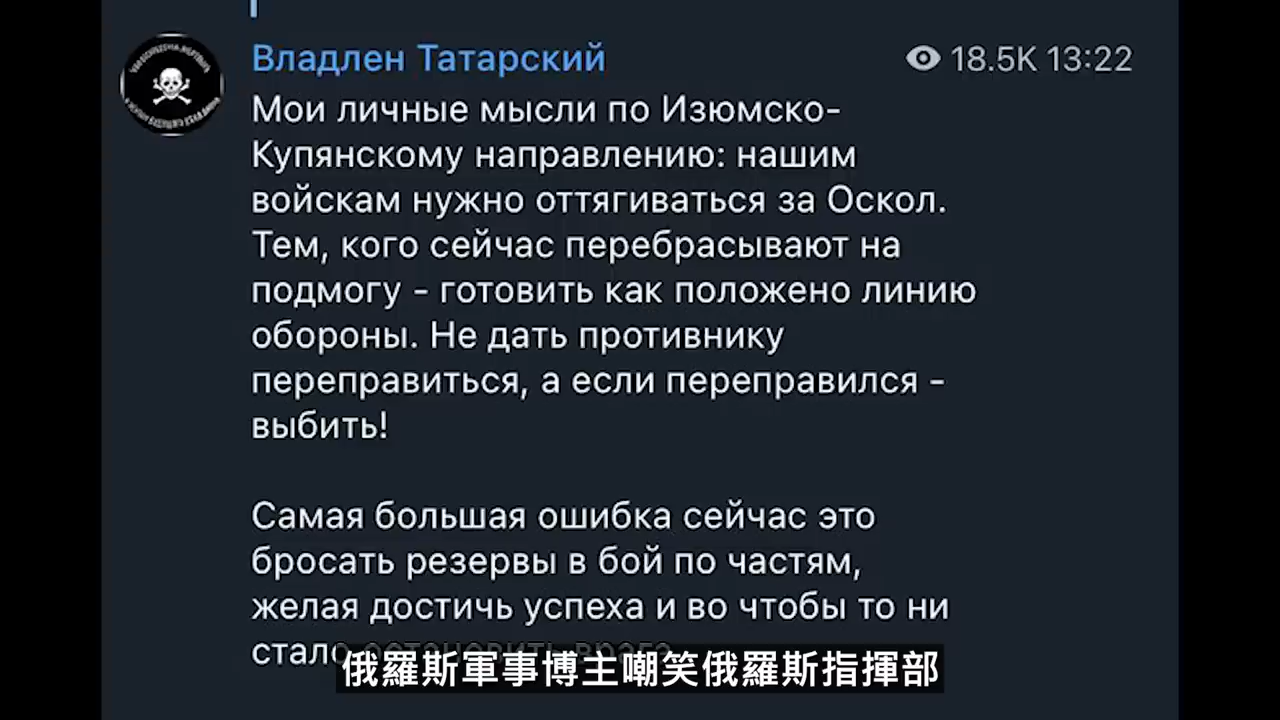 Владлен Татарский
18.5K 13:22
Мои личные мысли по Изюмско-
Купянскому направлению: нашим
войскам нужно оттягиваться за Оскол.
Тем, кого сейчас перебрасывают на
подмогу - готовить как положено линию
обороны. Не дать противнику
переправиться, а если переправился -
выбить!
Самая большая ошибка сейчас это
бросать резервы в бой по частям,
желая достичь успеха и во чтобы то ни
стало остановить врага.
俄羅斯軍事博主嘲笑俄羅斯指揮部